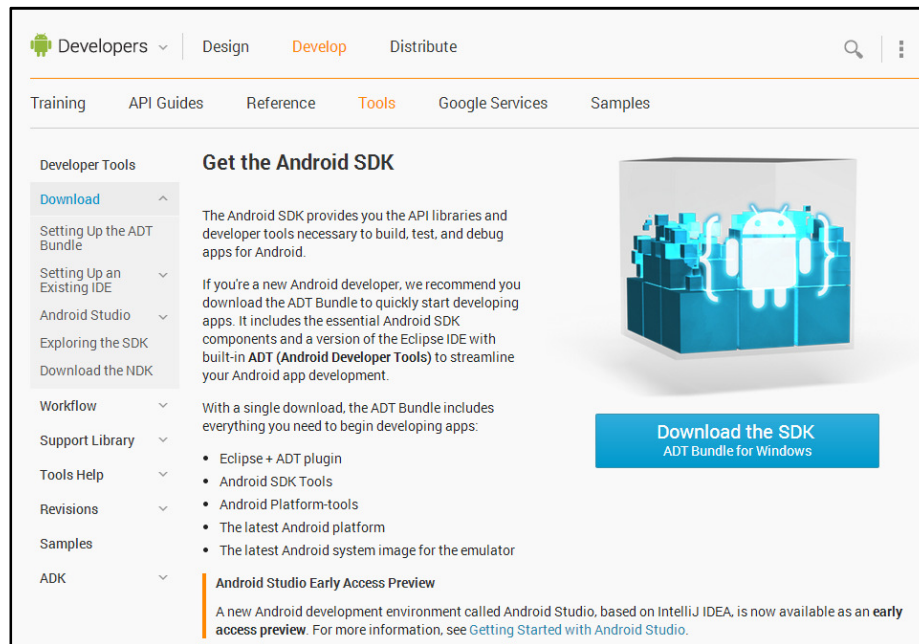 Developers
Design
Develop
Distribute
Training
API Guides
Reference
Tools
Google Services
Samples
Developer Tools
Download
Setting Up the ADT
Bundle
Setting Up an
Existing IDE
Android Studio
Exploring the SDK
Download the NDK
Workflow
Support Library
Tools Help
Revisions
Samples
ADK
Get the Android SDK
The Android SDK provides you the API libraries and
developer tools necessary to build, test, and debug
apps for Android.
If you're a new Android developer, we recommend you
download the ADT Bundle to quickly start developing
apps. It includes the essential Android SDK
components and a version of the Eclipse IDE with
built-in ADT (Android Developer Tools) to streamline
your Android app development.
With a single download, the ADT Bundle includes
everything you need to begin developing apps:
• Eclipse + ADT plugin
• Android SDK Tools
• Android Platform-tools
• The latest Android platform
• The latest Android system image for the emulator
Android Studio Early Access Preview
A new Android development environment called Android Studio, based on IntelliJ IDEA, is now available as an early
access preview. For more information, see Getting Started with Android Studio.
{ }
Download the SDK
ADT Bundle for Windows